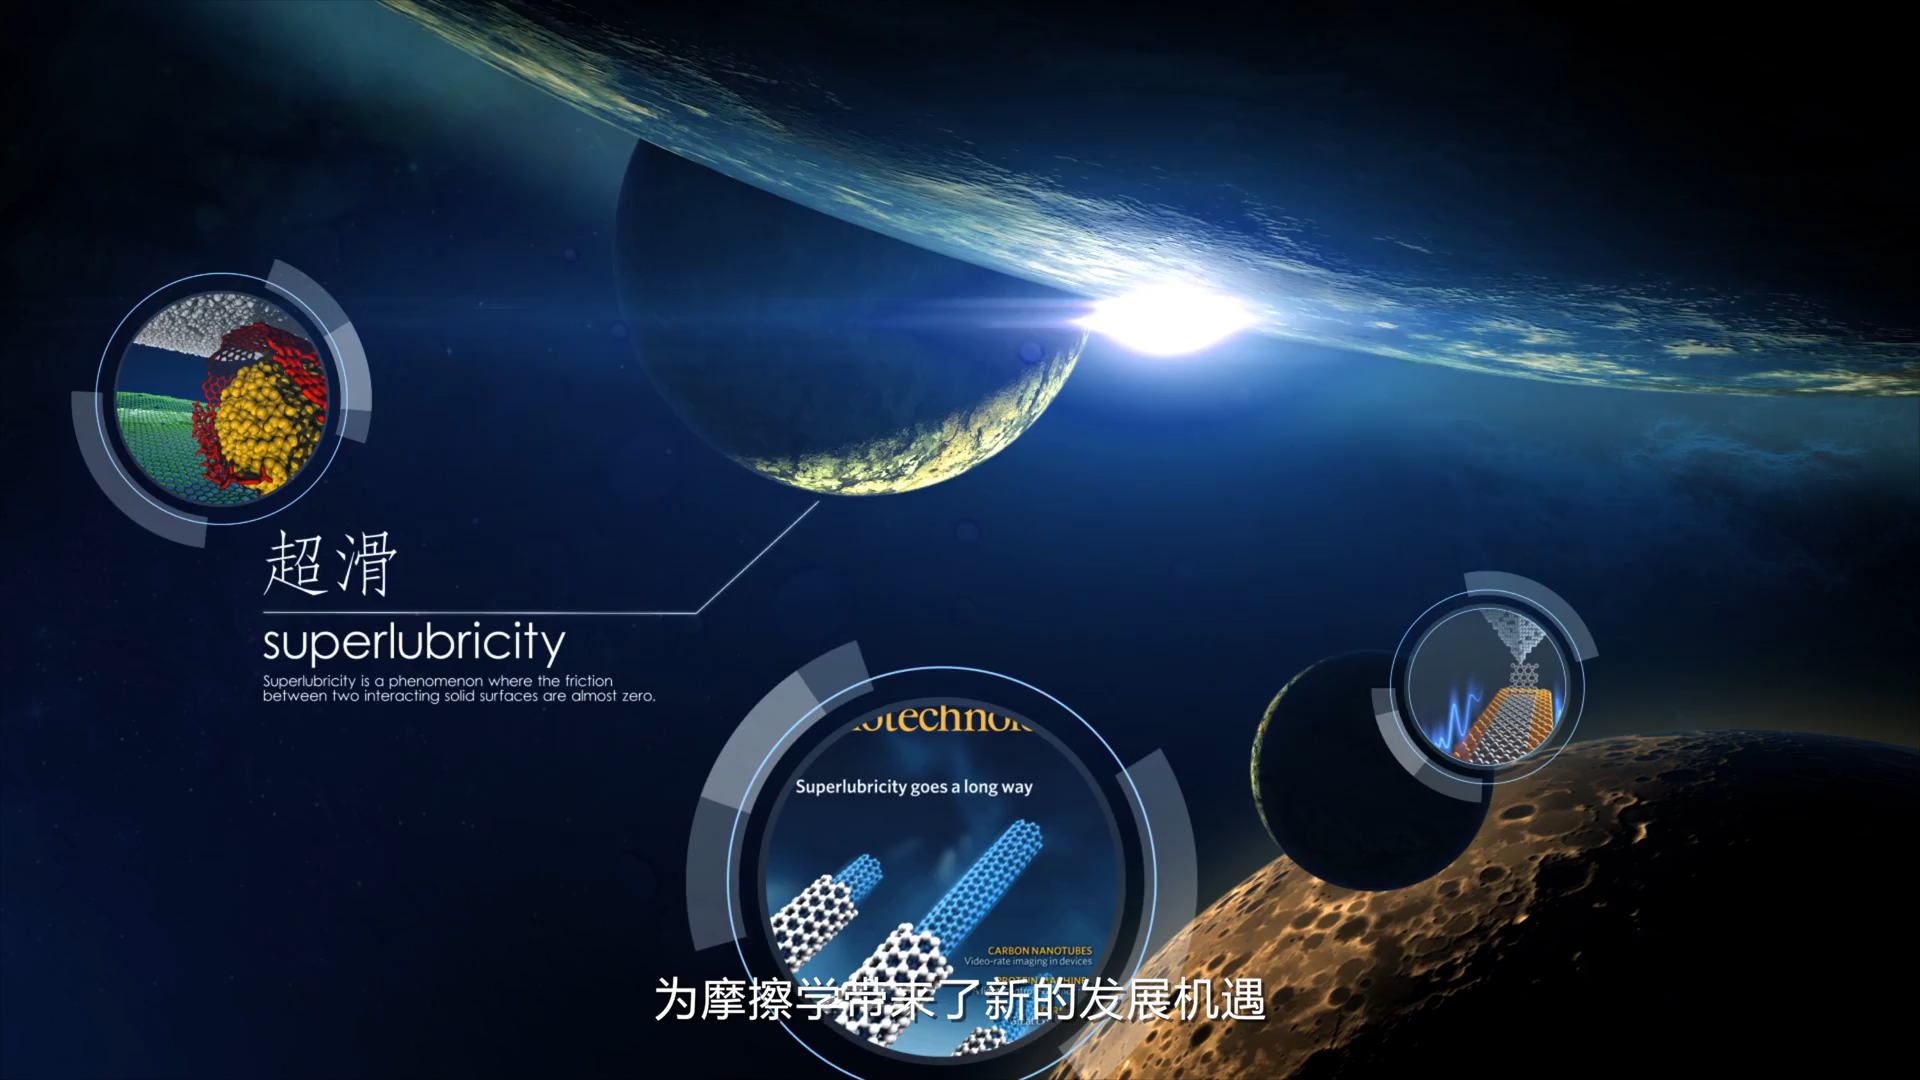 超滑
superlubricity
Superlubricity is a phenomenon where the friction
between two interacting solid surfaces are almost zero.
Superlubricity goes a long way
CARBON NANOTUBES
Video-rate imaging in devices
为摩擦学带来了新的发展机遇